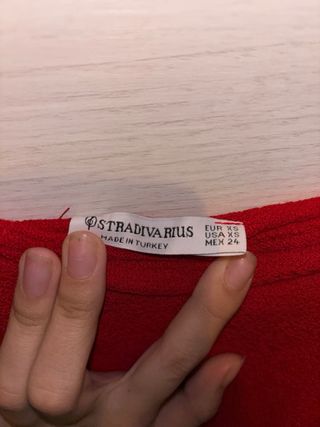 STRADIVARIUS
MADE IN TURKEY
EUR XS
USA XS
MEX 24